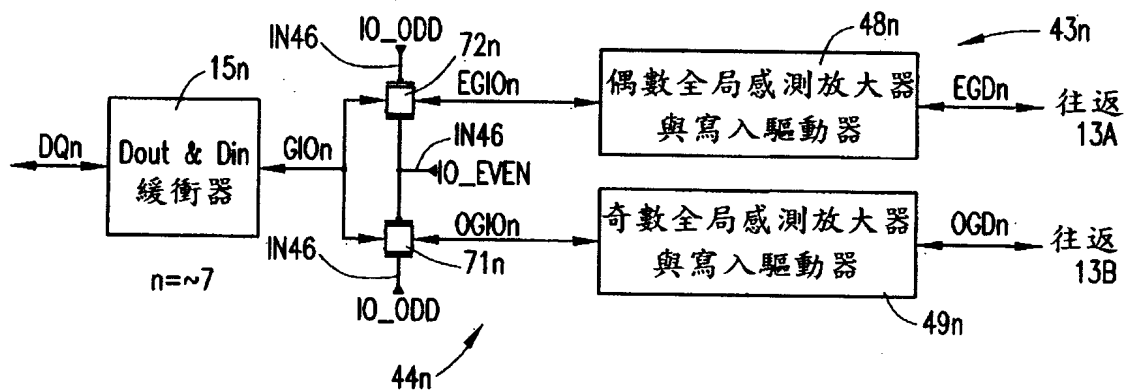 IO_ODD
IN46
72n
48n
43n
15n
EGIOn
偶數全局感測放大器
與寫入驅動器
EGDn
往返
13A
DQn
Dout & Din
緩衝器
GIOn
IN46
IO_EVEN
OGIOn
奇數全局感測放大器
與寫入驅動器
OGDn
往返
13B
IN46
71n
n=~7
IO_ODD
49n
44n